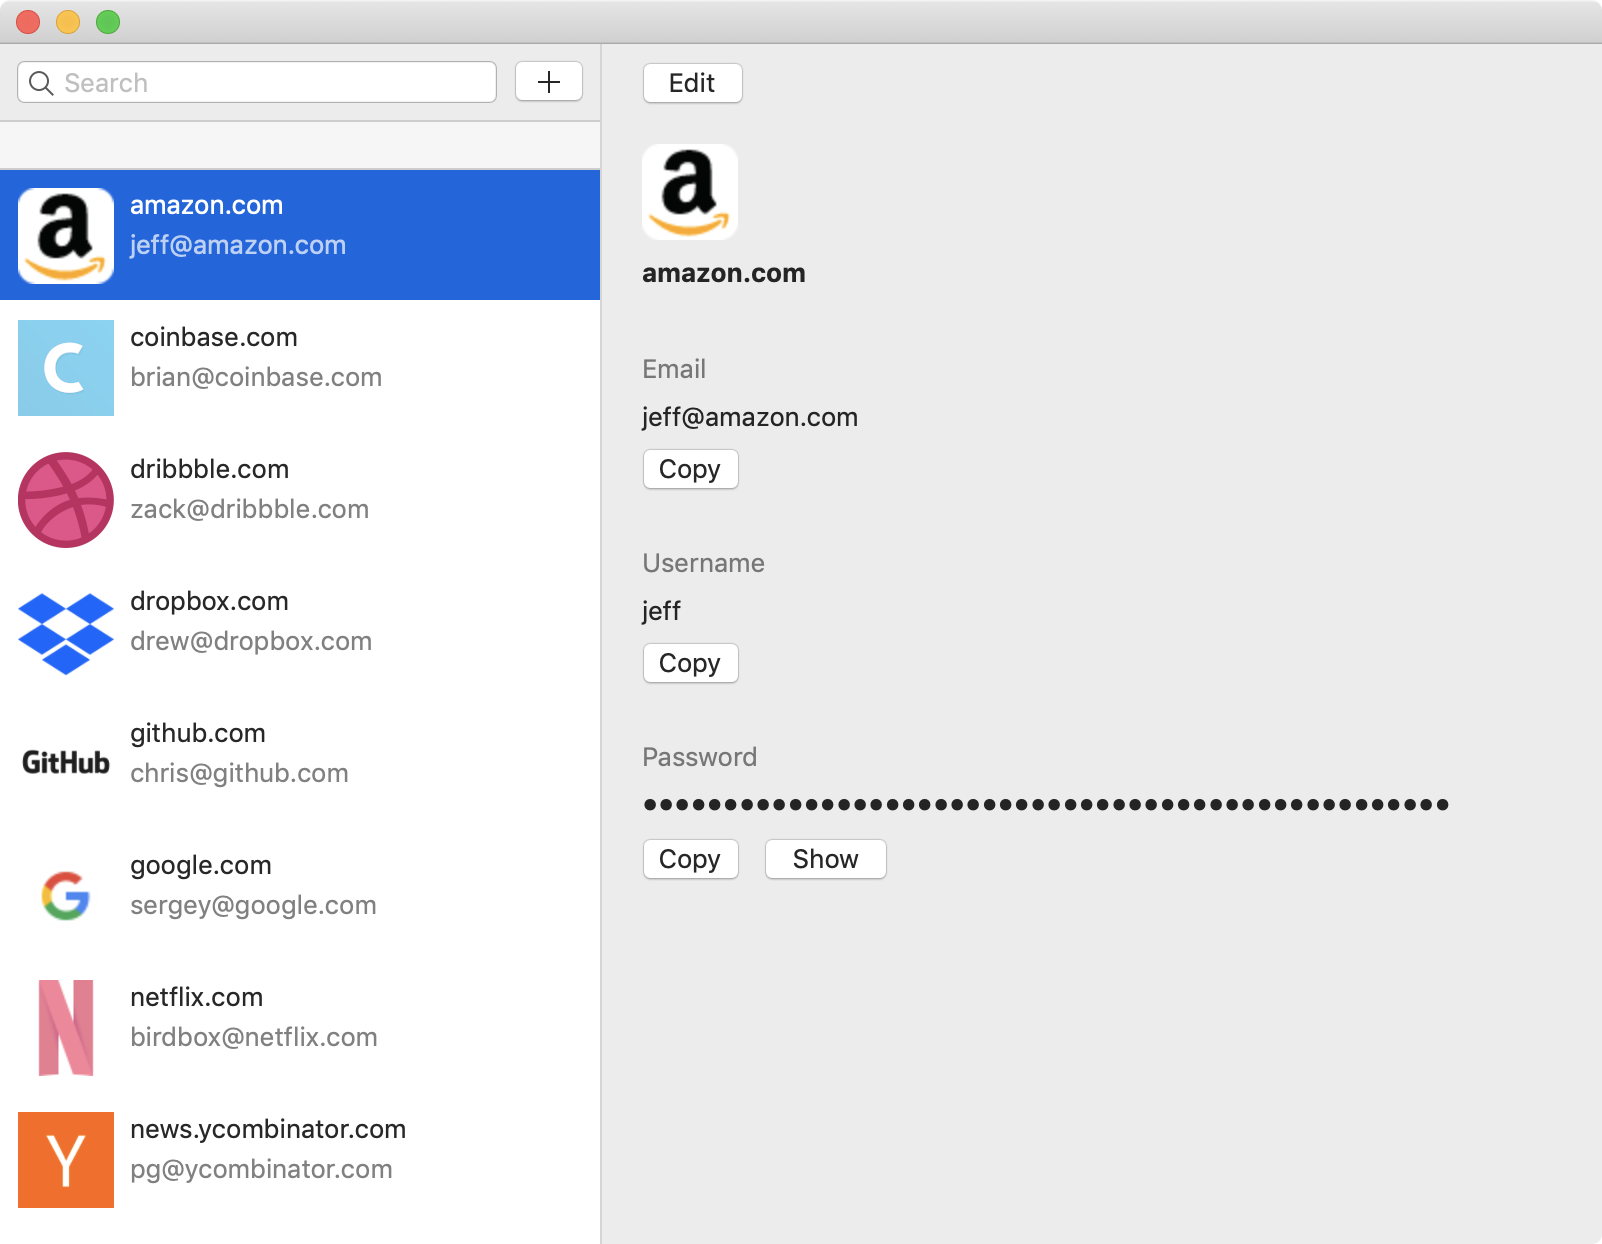 Search
+
amazon.com
jeff@amazon.com
coinbase.com
brian@coinbase.com
dribbble.com
zack@dribbble.com
dropbox.com
drew@dropbox.com
GitHub
github.com
chris@github.com
google.com
sergey@google.com
netflix.com
birdbox@netflix.com
Y
news.ycombinator.com
pg@ycombinator.com
Edit
amazon.com
Email
jeff@amazon.com
Copy
Username
jeff
Copy
Password
••••••••••••••••••••••••••••••••••••••••••••••••••
Copy Show